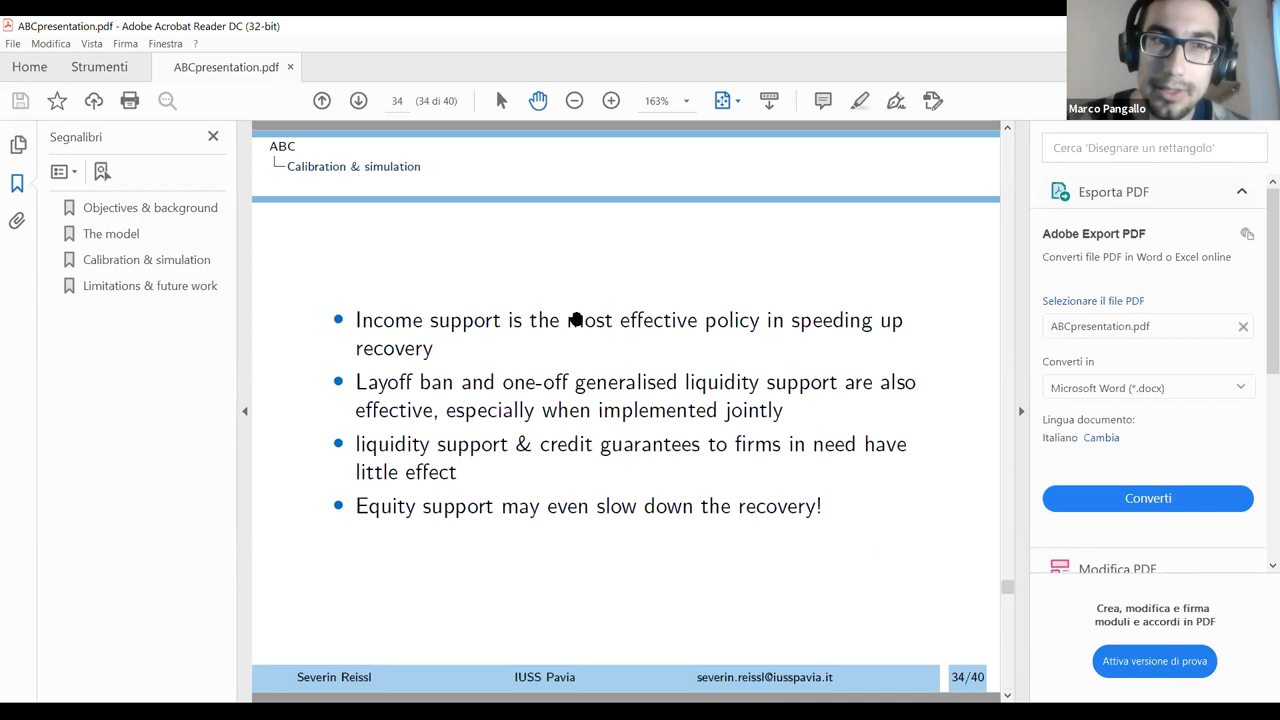 ABCpresentation.pdf - Adobe Acrobat Reader DC (32-bit)
File Modifica Vista Firma Finestra ?
Home Strumenti ABCpresentation.pdf ×
34 (34 di 40) 163%
Marco Pangallo
Segnalibri
Objectives & background
The model
Calibration & simulation
Limitations & future work
ABC
Calibration & simulation
Income support is the most effective policy in speeding up
recovery
Layoff ban and one-off generalised liquidity support are also
effective, especially when implemented jointly
liquidity support & credit guarantees to firms in need have
little effect
Equity support may even slow down the recovery!
Severin Reissl IUSS Pavia severin.reissl@iusspavia.it 34/40
Cerca 'Disegnare un rettangolo'
Esporta PDF
Adobe Export PDF
Converti file PDF in Word o Excel online
Selezionare il file PDF
ABCpresentation.pdf
Converti in
Microsoft Word (*.docx)
Lingua documento:
Italiano Cambia
Converti
Modifica PDF
Crea, modifica e firma
moduli e accordi in PDF
Attiva versione di prova